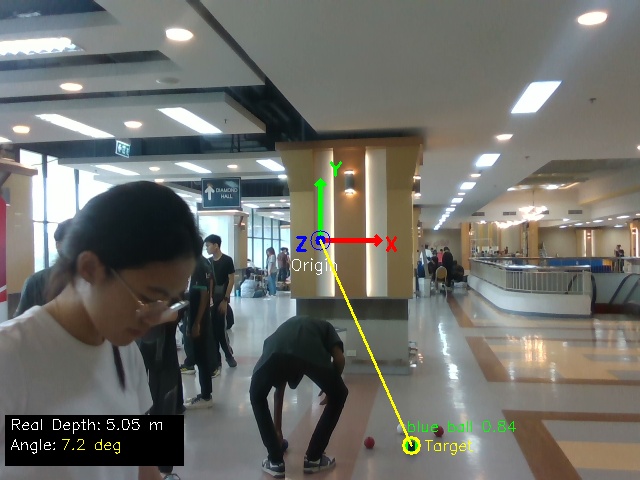 DIAMOND
HALL
Y
Z
X
Origin
blue ball 0.84
Target
Real Depth: 5.05 m
Angle: 7.2 deg